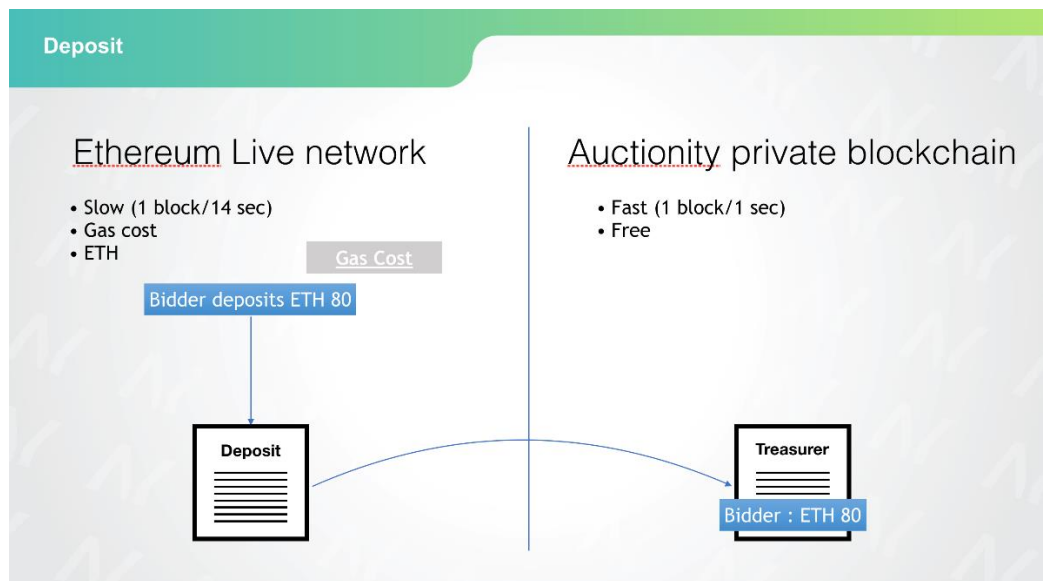 Deposit
Ethereum Live network
• Slow (1 block/14 sec)
• Gas cost
• ETH
Gas Cost
Bidder deposits ETH 80
Deposit
Auctionity private blockchain
• Fast (1 block/1 sec)
• Free
Treasurer
Bidder : ETH 80